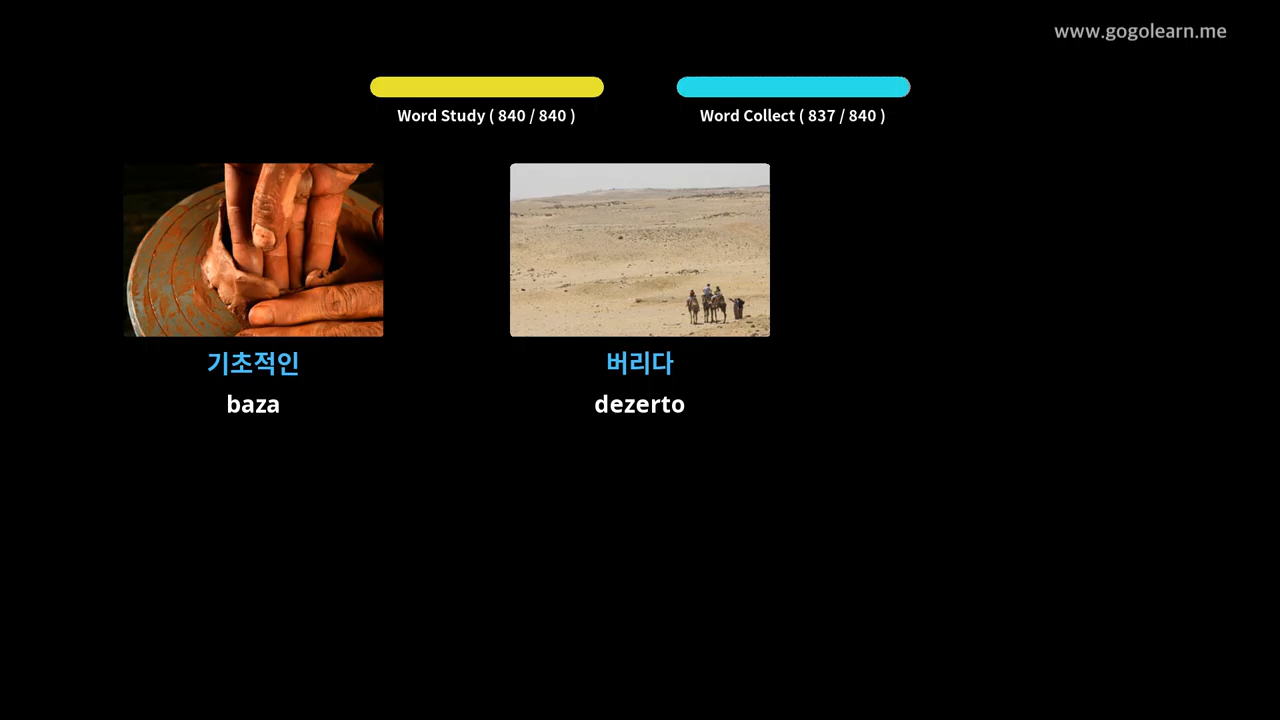 www.gogolearn.me
Word Study ( 840 / 840 )
Word Collect ( 837 / 840 )
기초적인
버리다
baza
dezerto